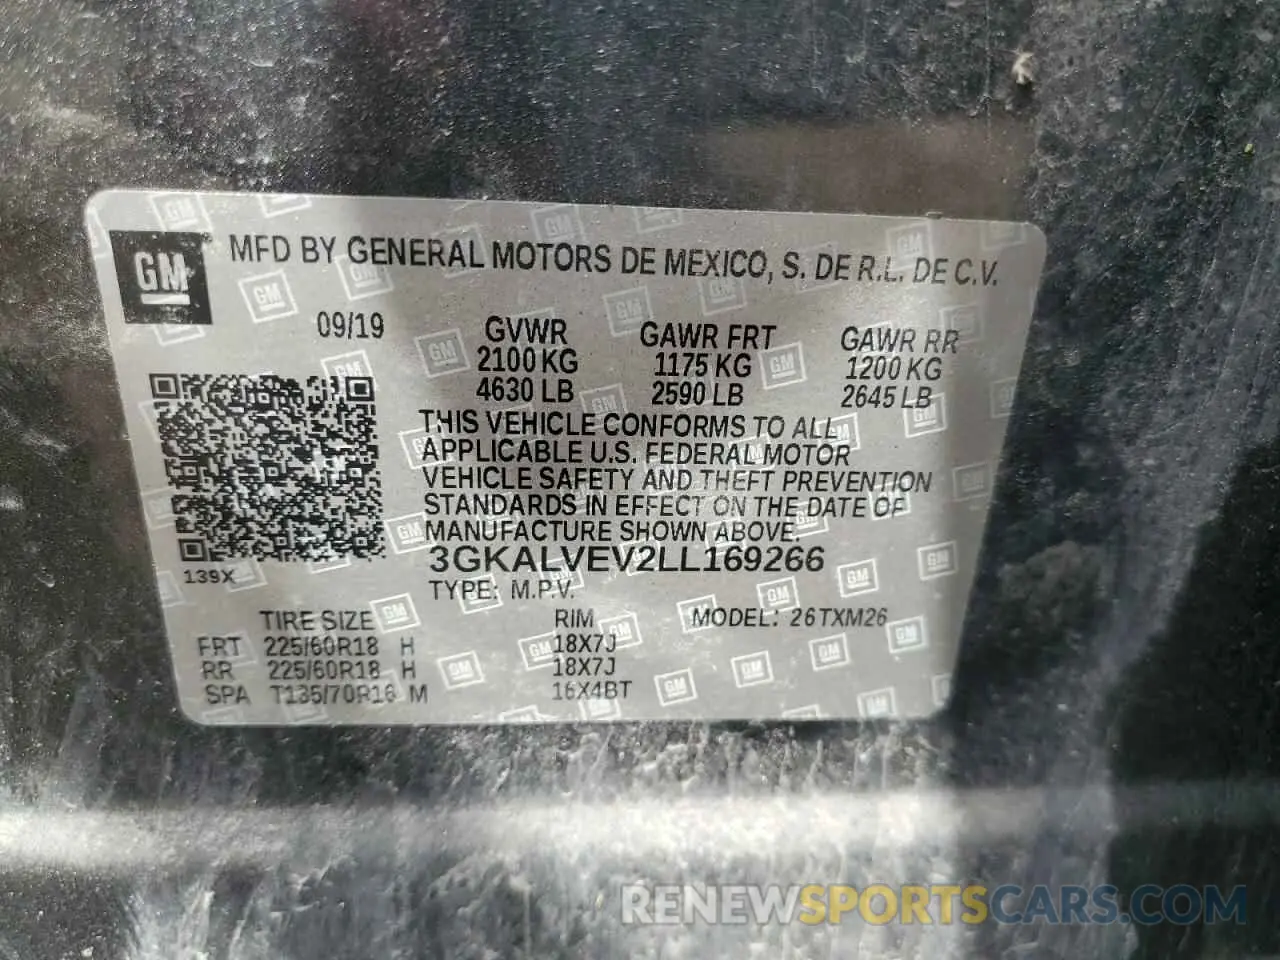 GM MFD BY GENERAL MOTORS DE MEXICO, S. DE R.L. DE C.V.
09/19 GVWR GAWR FRT GAWR RR
2100 KG 1175 KG 1200 KG
4630 LB 2590 LB 2645 LB
THIS VEHICLE CONFORMS TO ALL
APPLICABLE U.S. FEDERAL MOTOR
VEHICLE SAFETY AND THEFT PREVENTION
STANDARDS IN EFFECT ON THE DATE OF
MANUFACTURE SHOWN ABOVE.
3GKALVEV2LL169266
139X TYPE: M.P.V.
TIRE SIZE RIM MODEL: 26TXM26
FRT 225/60R18 H 18X7J
RR 225/60R18 H 18X7J
SPA T135/70R16 M 16X4BT
RENEWSPORTSCARS.COM